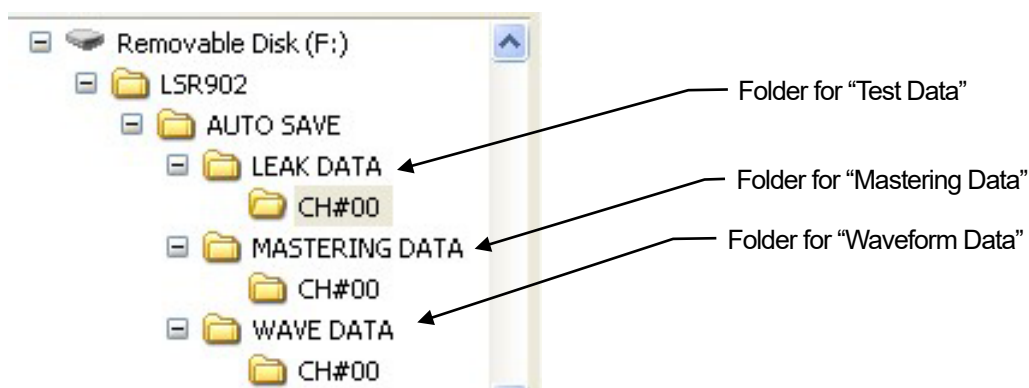 Removable Disk (F:)
LSR902
AUTO SAVE
LEAK DATA
CH#00
MASTERING DATA
CH#00
WAVE DATA
CH#00
Folder for “Test Data”
Folder for “Mastering Data”
Folder for “Waveform Data”